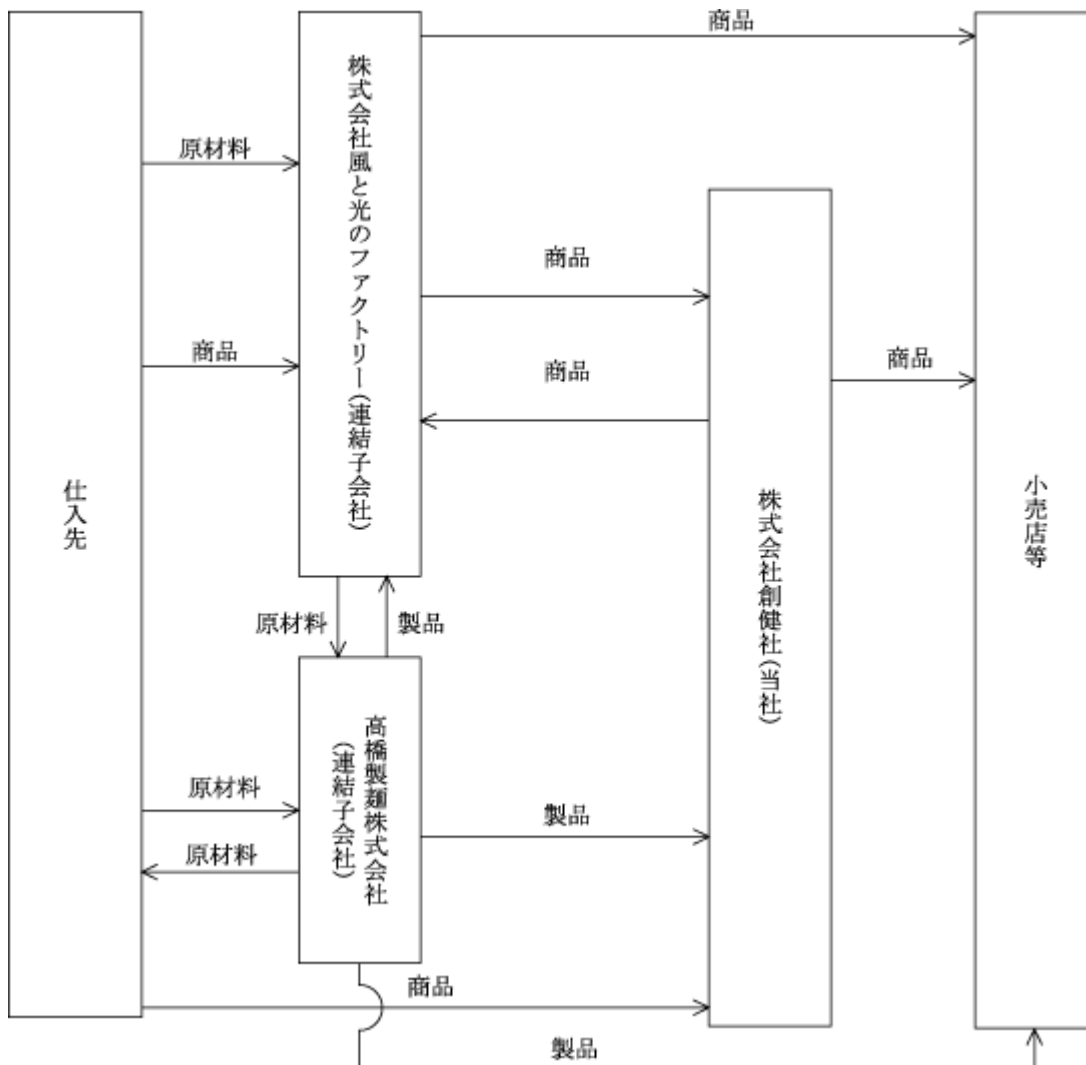 商品
株式会社風と光のファクトリー(連結子会社)
原材料
商品
商品
商品
商品
仕入先
株式会社創健社(当社)
小売店等
原材料
製品
高橋製麺株式会社
(連結子会社)
原材料
製品
原材料
商品
製品